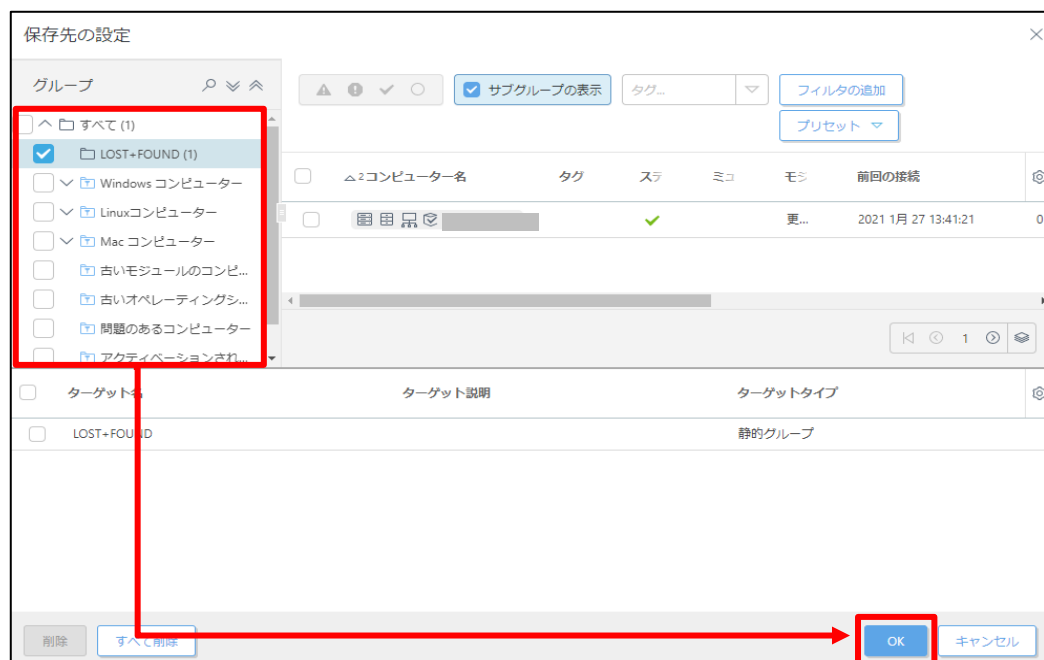 保存先の設定
グループ
サブグループの表示
タグ...
フィルタの追加
プリセット
すべて (1)
LOST+FOUND (1)
Windows コンピューター
Linuxコンピューター
Mac コンピューター
古いモジュールのコンピ...
古いオペレーティングシ...
問題のあるコンピューター
アクティベーションされ...
2コンピューター名 タグ ステ ミコ モジ 前回の接続
更... 2021 1月 27 13:41:21 0
1
ターゲット名 ターゲット説明 ターゲットタイプ
LOST+FOUND 静的グループ
削除 すべて削除 OK キャンセル